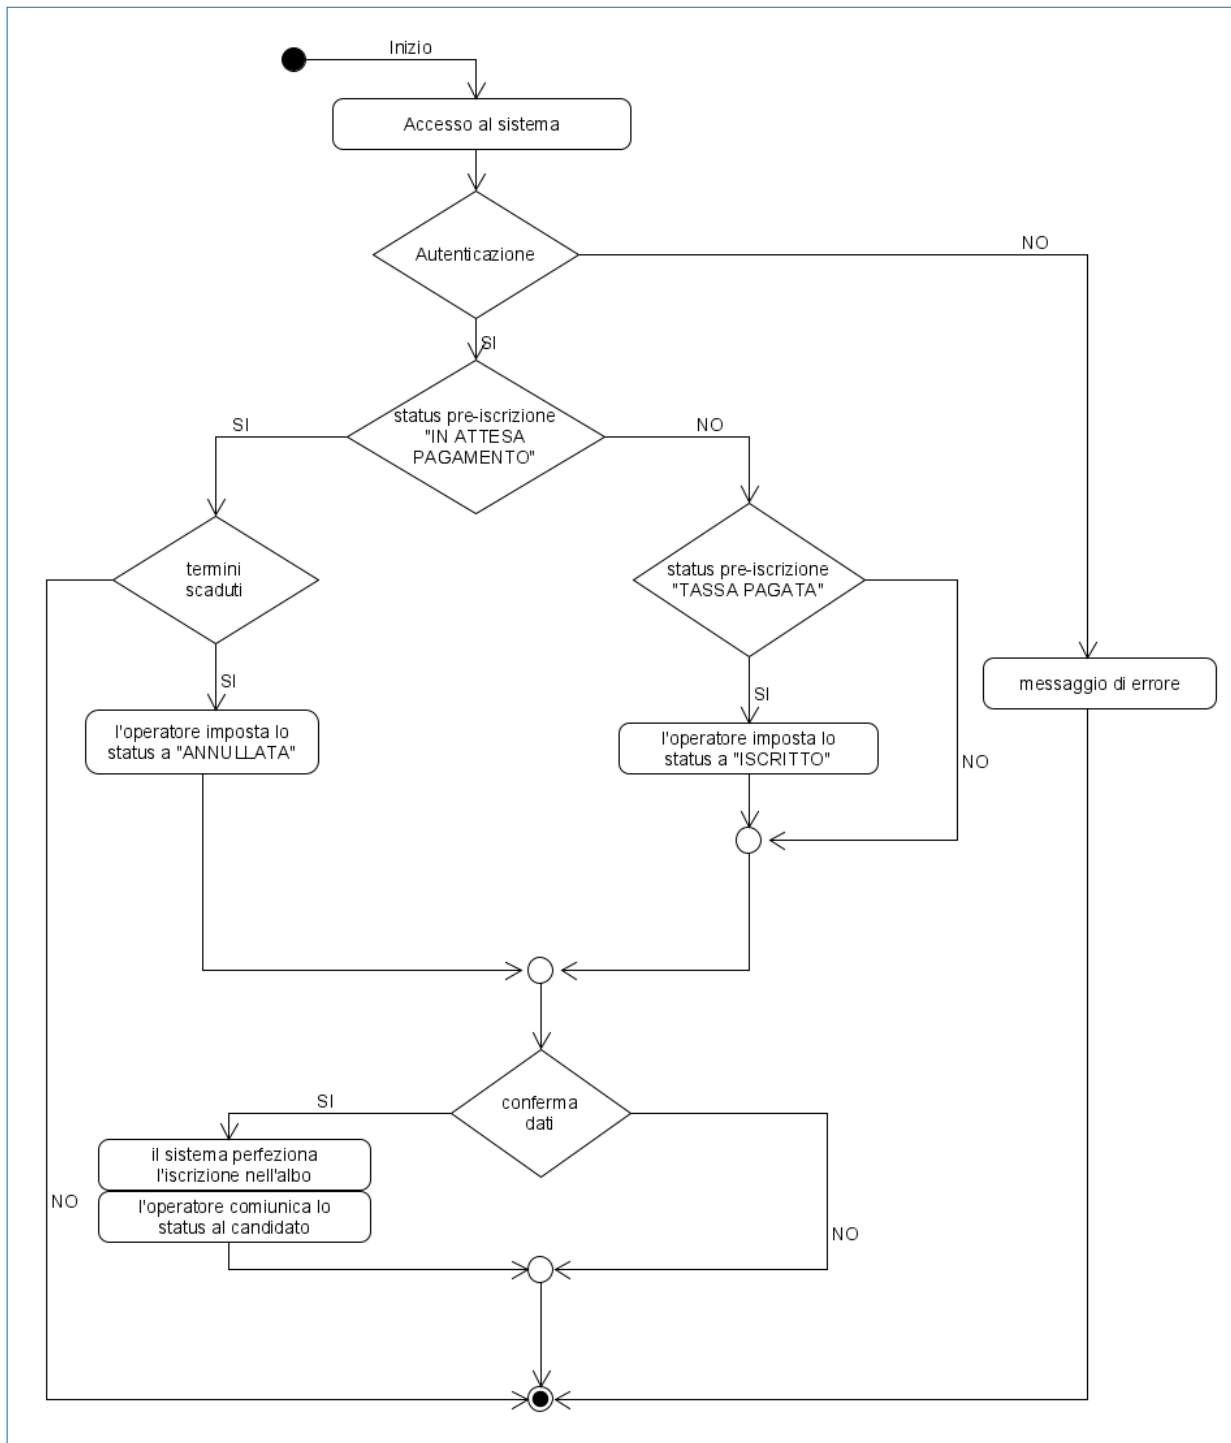 Inizio
Accesso al sistema
Autenticazione
NO
SI
status pre-iscrizione
"IN ATTESA
PAGAMENTO"
SI
NO
termini
scaduti
status pre-iscrizione
"TASSA PAGATA"
SI
SI
messaggio di errore
l'operatore imposta lo
status a "ANNULLATA"
l'operatore imposta lo
status a "ISCRITTO"
NO
conferma
dati
SI
il sistema perfeziona
l'iscrizione nell'albo
l'operatore comiunica lo
status al candidato
NO
NO